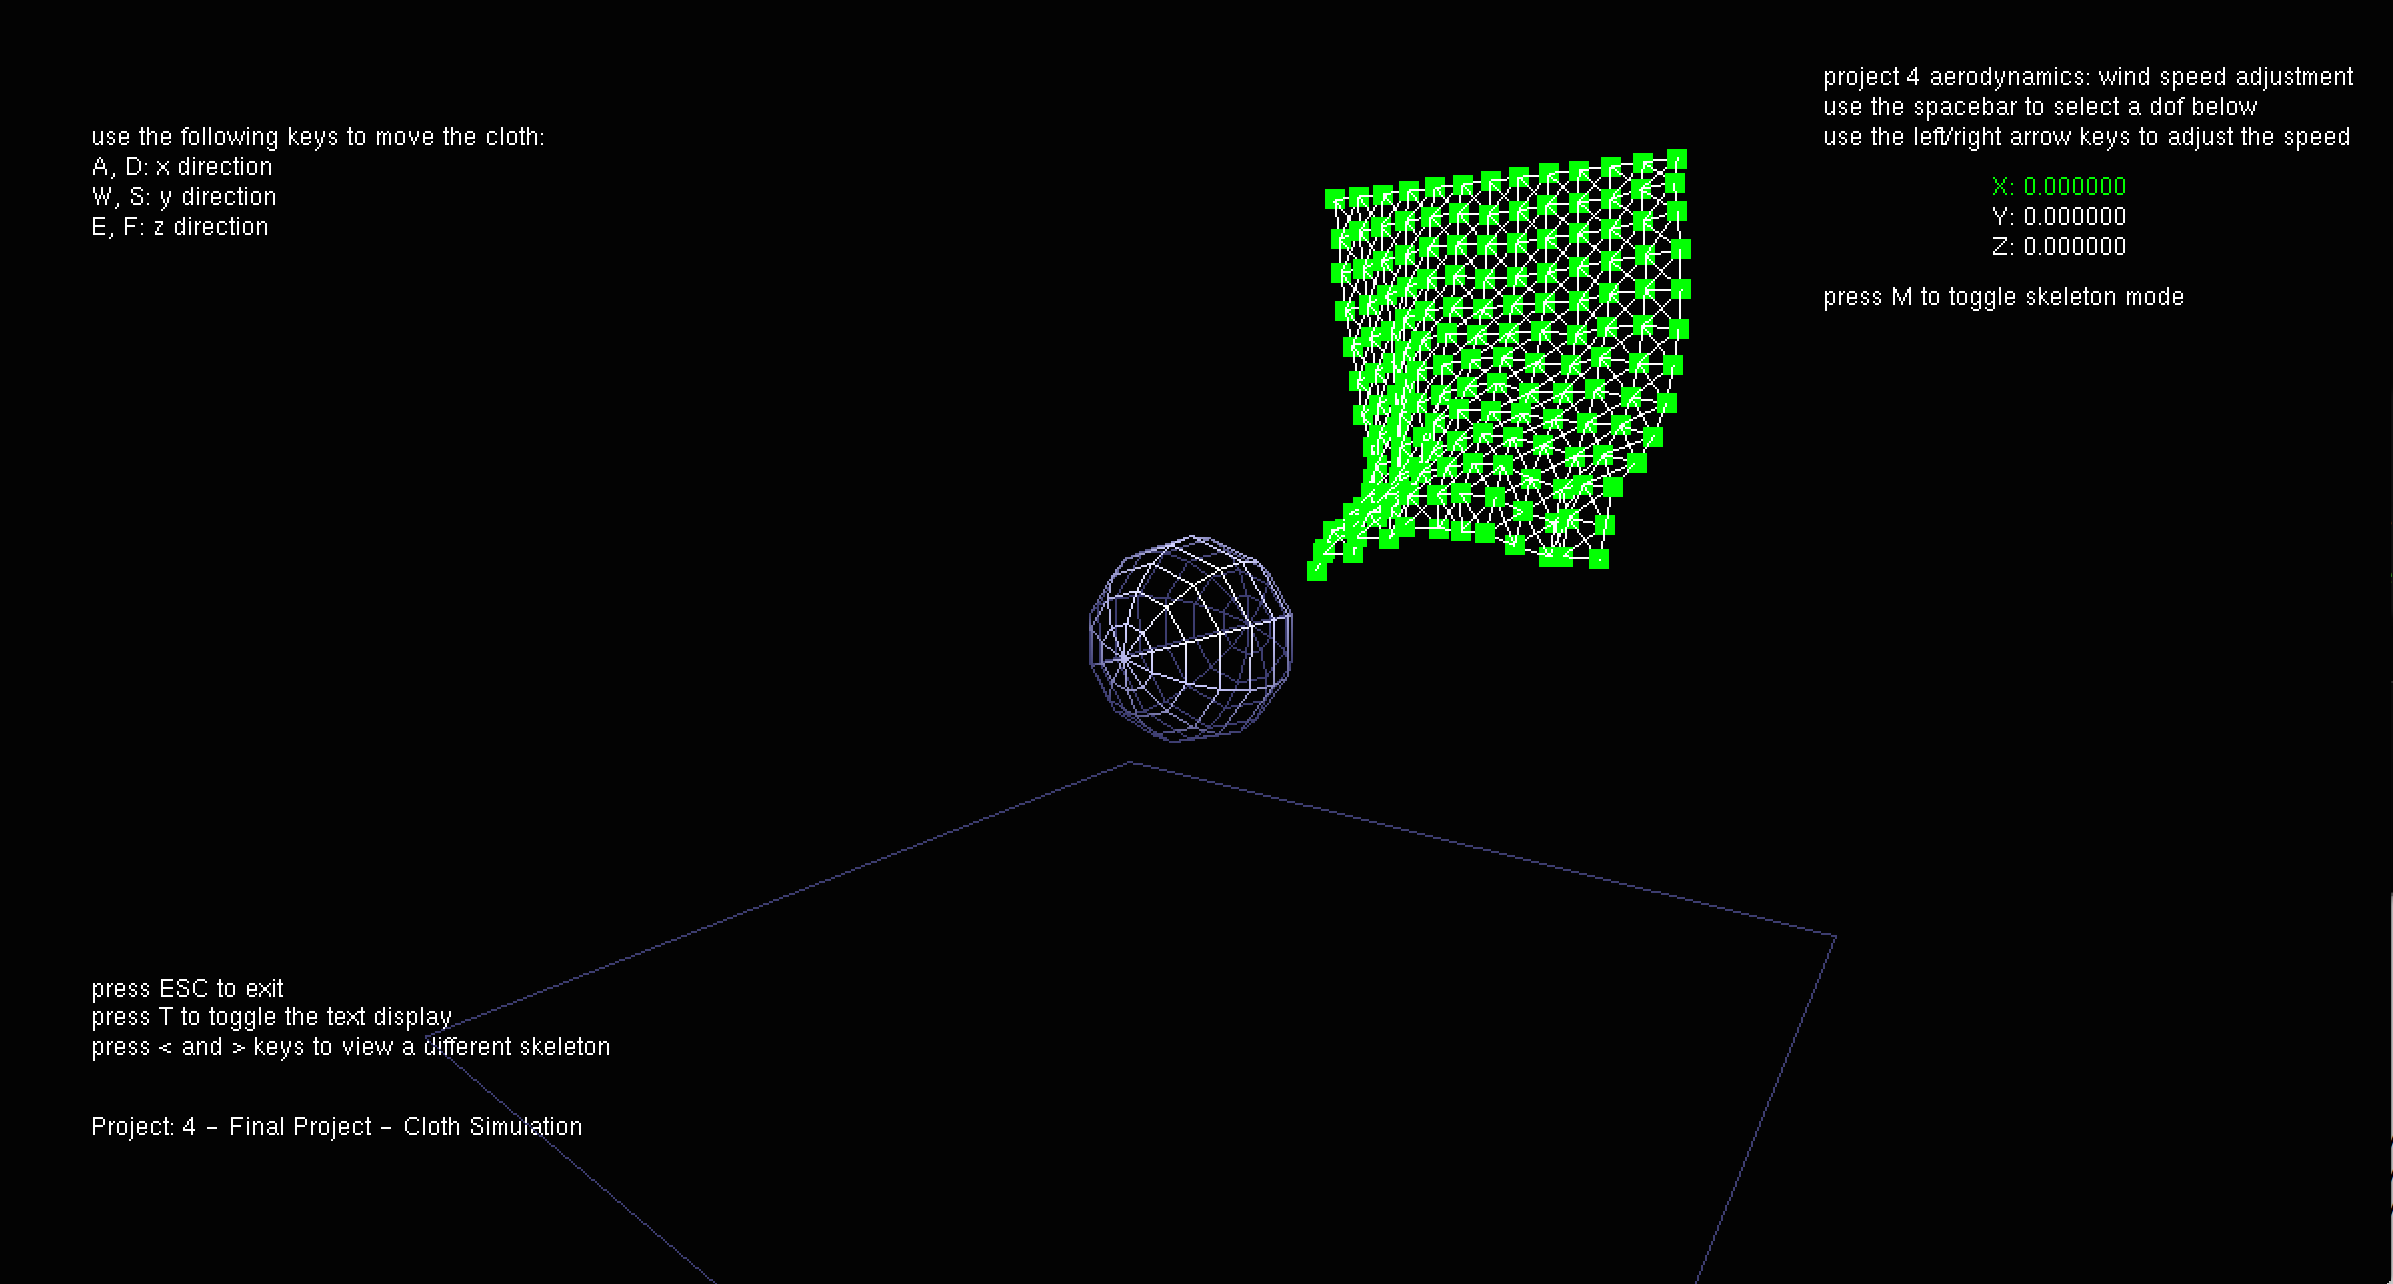 use the following keys to move the cloth:
A, D: x direction
W, S: y direction
E, F: z direction
project 4 aerodynamics: wind speed adjustment
use the spacebar to select a dof below
use the left/right arrow keys to adjust the speed
X: 0.000000
Y: 0.000000
Z: 0.000000
press M to toggle skeleton mode
press ESC to exit
press T to toggle the text display
press < and > keys to view a different skeleton
Project: 4 – Final Project – Cloth Simulation